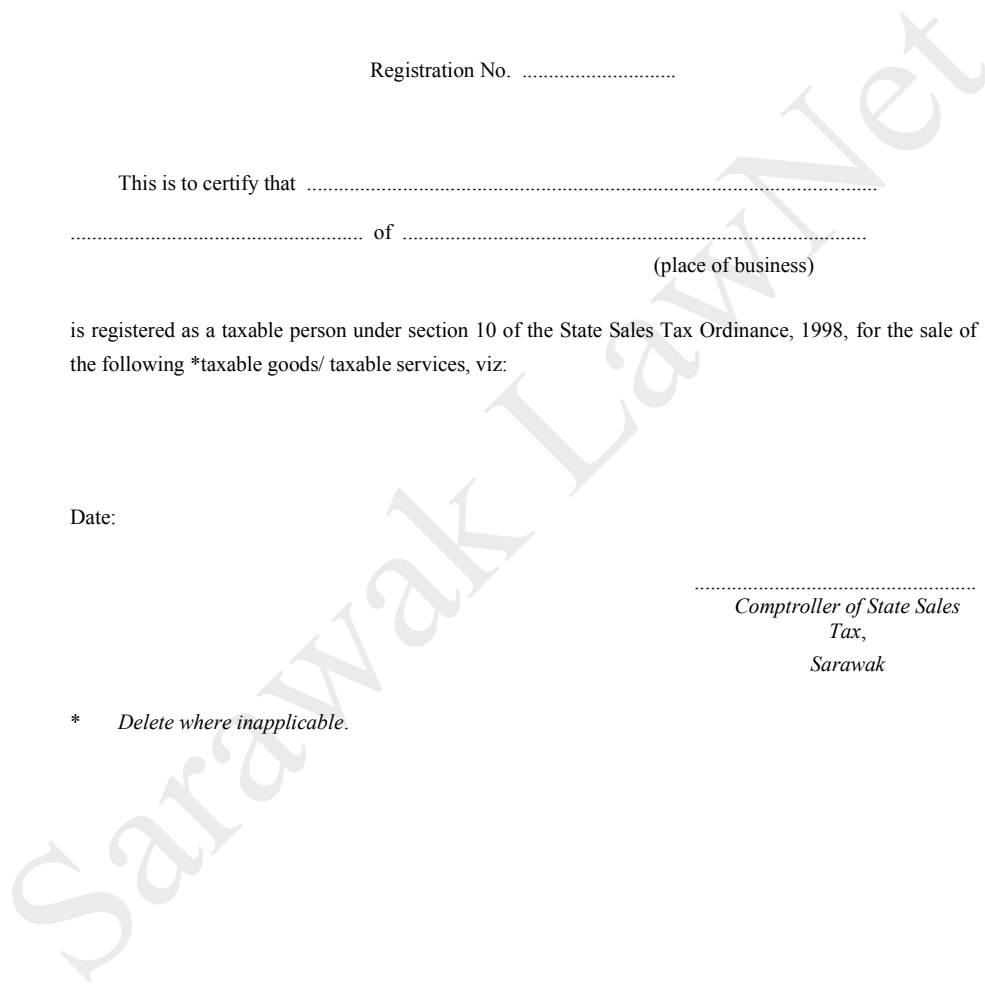 Registration No. .............................
This is to certify that ............................................................................................................
....................................................... of .......................................................................................
(place of business)
is registered as a taxable person under section 10 of the State Sales Tax Ordinance, 1998, for the sale of
the following *taxable goods/ taxable services, viz:
Date:
.....................................................
Comptroller of State Sales
Tax,
Sarawak
* Delete where inapplicable.
Sarawak LawNet